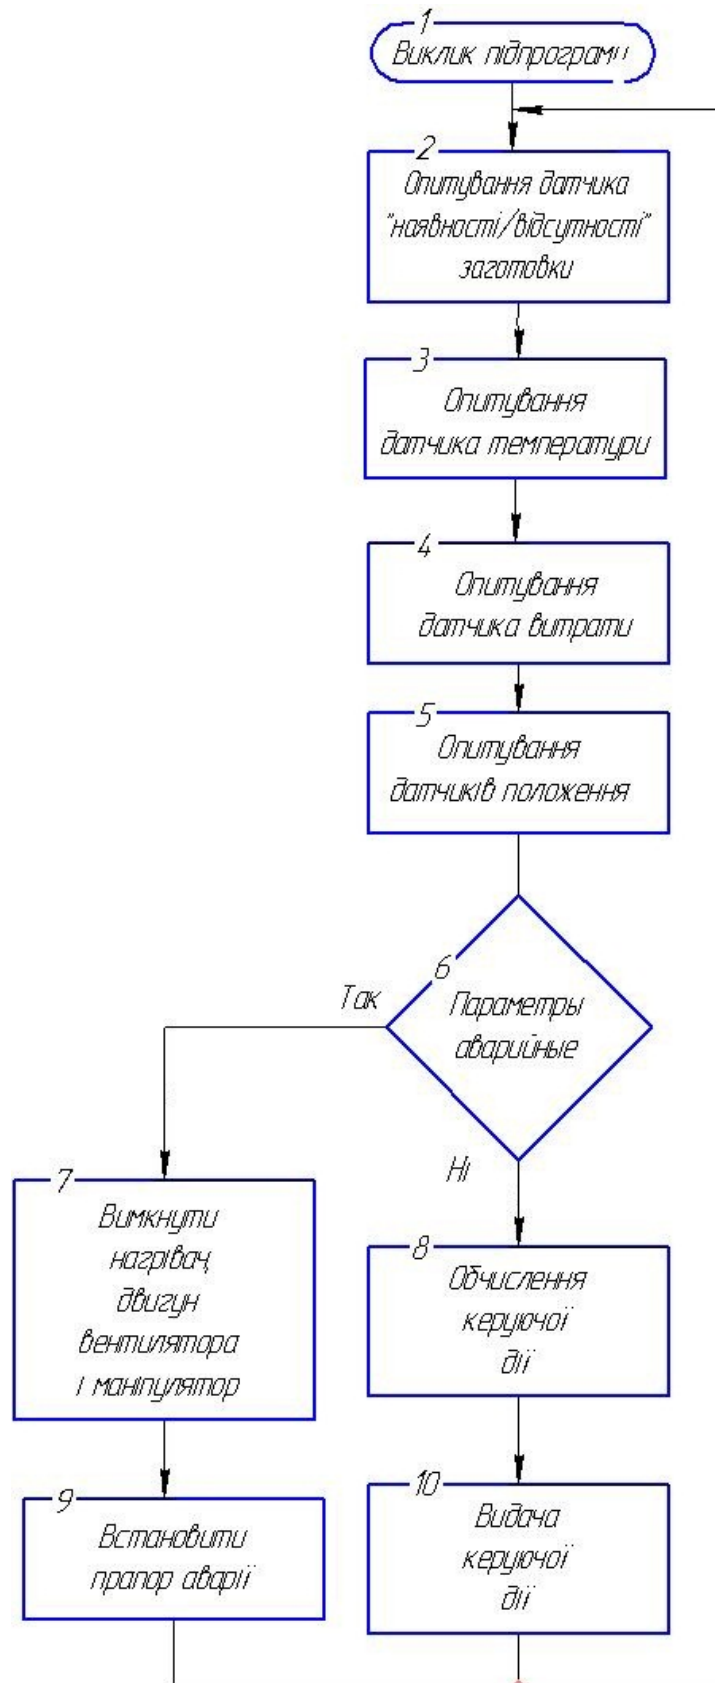 1
Виклик підпрограми
2
Опитування датчика
"наявності/відсутності"
заготовки
3
Опитування
датчика температури
4
Опитування
датчика витрати
5
Опитування
датчиків положення
6
Параметры
аварийные
Так
Ні
7
Вимкнути
нагрівач,
двигун
вентилятора
і маніпулятор
8
Обчислення
керуючої
дії
9
Встановити
прапор аварії
10
Видача
керуючої
дії